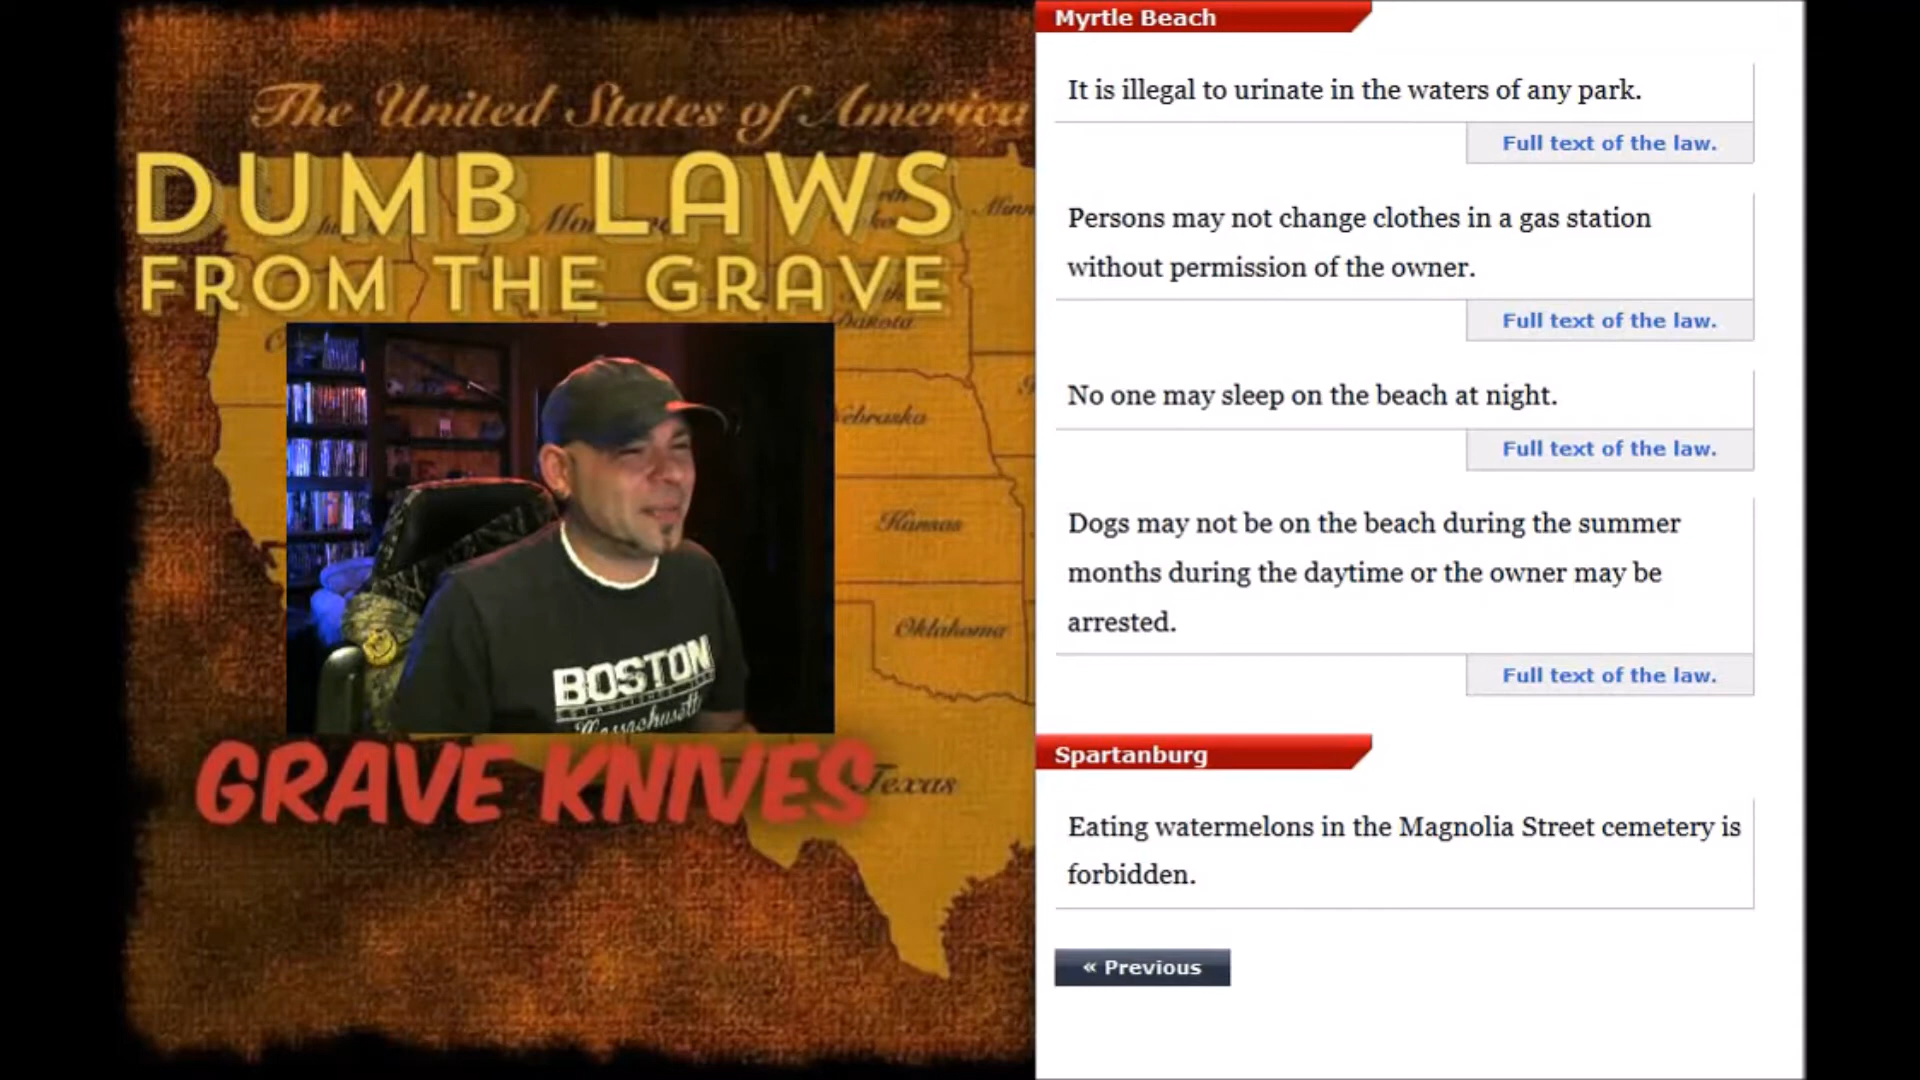 The United States of America
DUMB LAWS
FROM THE GRAVE
Dakota
Nebraska
Kansas
Oklahoma
BOSTON
Massachusetts
GRAVE KNIVES
Texas
Myrtle Beach
It is illegal to urinate in the waters of any park.
Full text of the law.
Persons may not change clothes in a gas station
without permission of the owner.
Full text of the law.
No one may sleep on the beach at night.
Full text of the law.
Dogs may not be on the beach during the summer
months during the daytime or the owner may be
arrested.
Full text of the law.
Spartanburg
Eating watermelons in the Magnolia Street cemetery is
forbidden.
« Previous